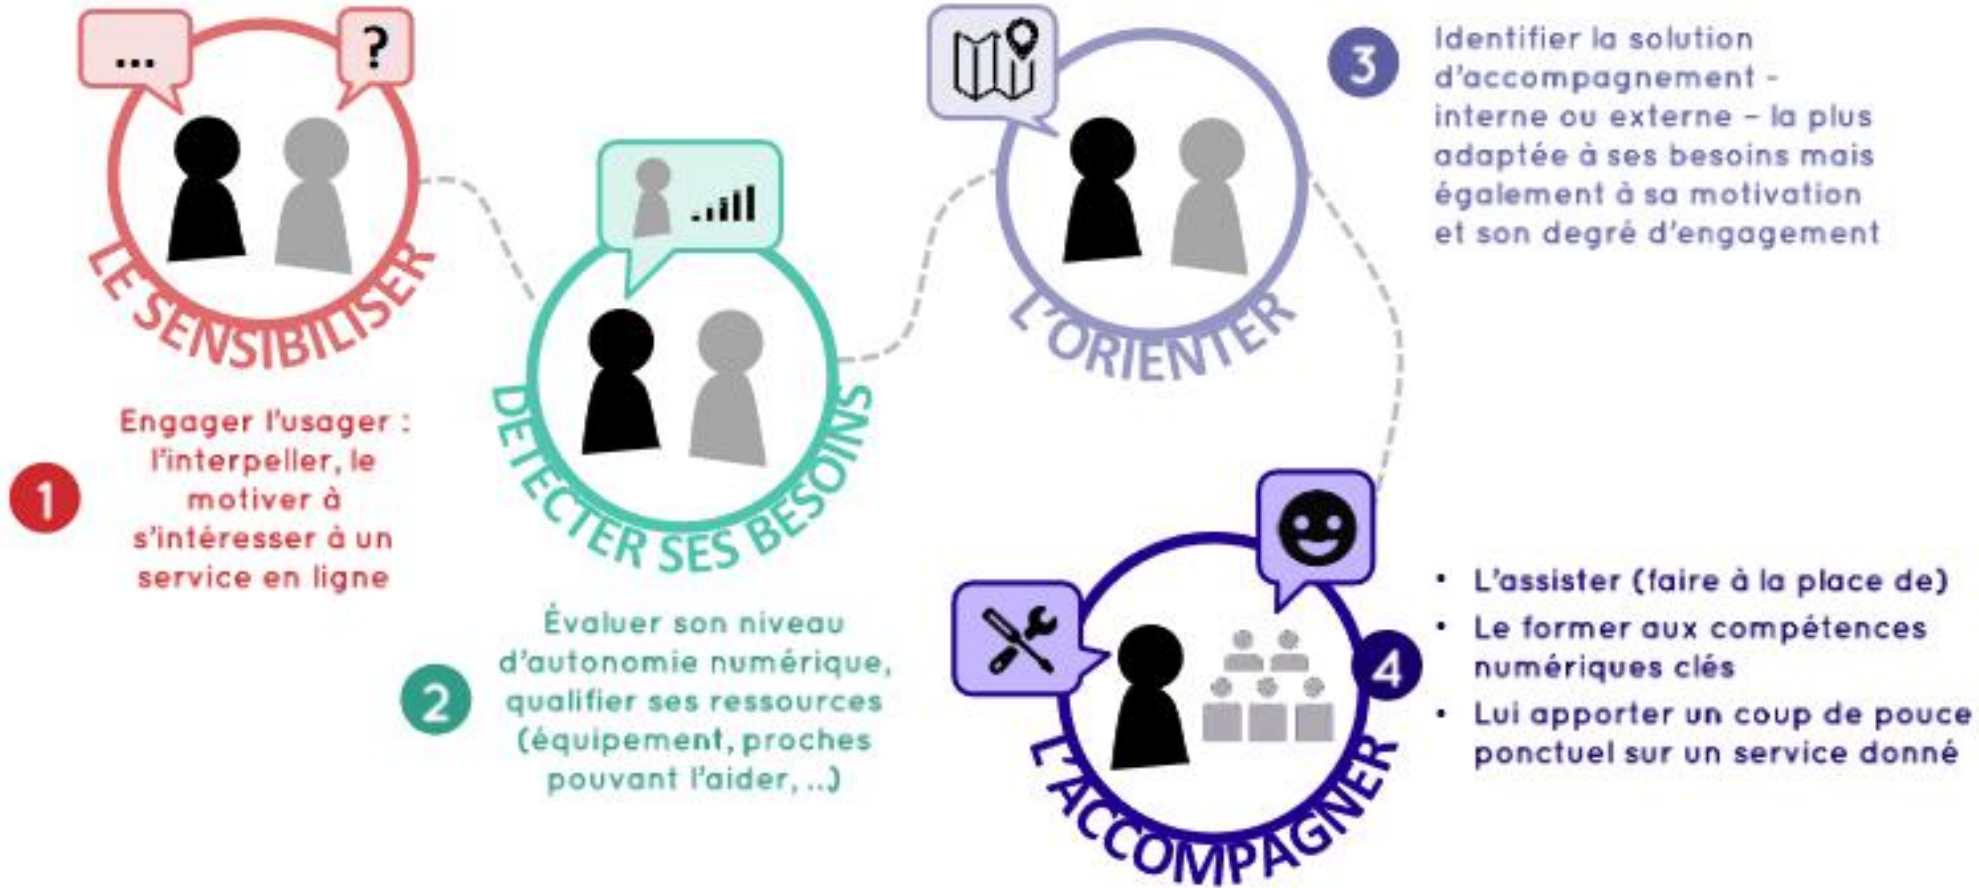 ...
?
LE SENSIBILISER
1
Engager l'usager :
l'interpeller, le
motiver à
s'intéresser à un
service en ligne
DÉTECTER SES BESOINS
2
Évaluer son niveau
d'autonomie numérique,
qualifier ses ressources
(équipement, proches
pouvant l'aider, ...)
L'ORIENTER
3
Identifier la solution
d'accompagnement -
interne ou externe – la plus
adaptée à ses besoins mais
également à sa motivation
et son degré d'engagement
L'ACCOMPAGNER
4
• L'assister (faire à la place de)
• Le former aux compétences
numériques clés
• Lui apporter un coup de pouce
ponctuel sur un service donné